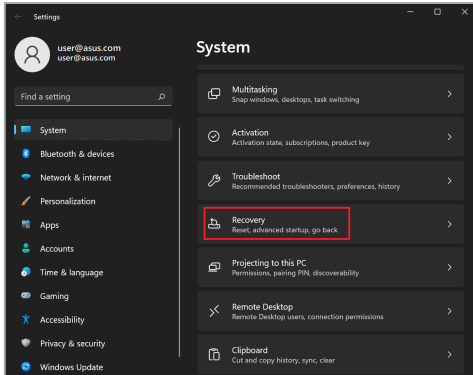 Settings
user@asus.com
user@asus.com
Find a setting
System
Bluetooth & devices
Network & internet
Personalization
Apps
Accounts
Time & language
Gaming
Accessibility
Privacy & security
Windows Update
System
Multitasking
Snap windows, desktops, task switching
Activation
Activation state, subscriptions, product key
Troubleshoot
Recommended troubleshooters, preferences, history
Recovery
Reset, advanced startup, go back
Projecting to this PC
Permissions, pairing PIN, discoverability
Remote Desktop
Remote Desktop users, connection permissions
Clipboard
Cut and copy history, sync, clear